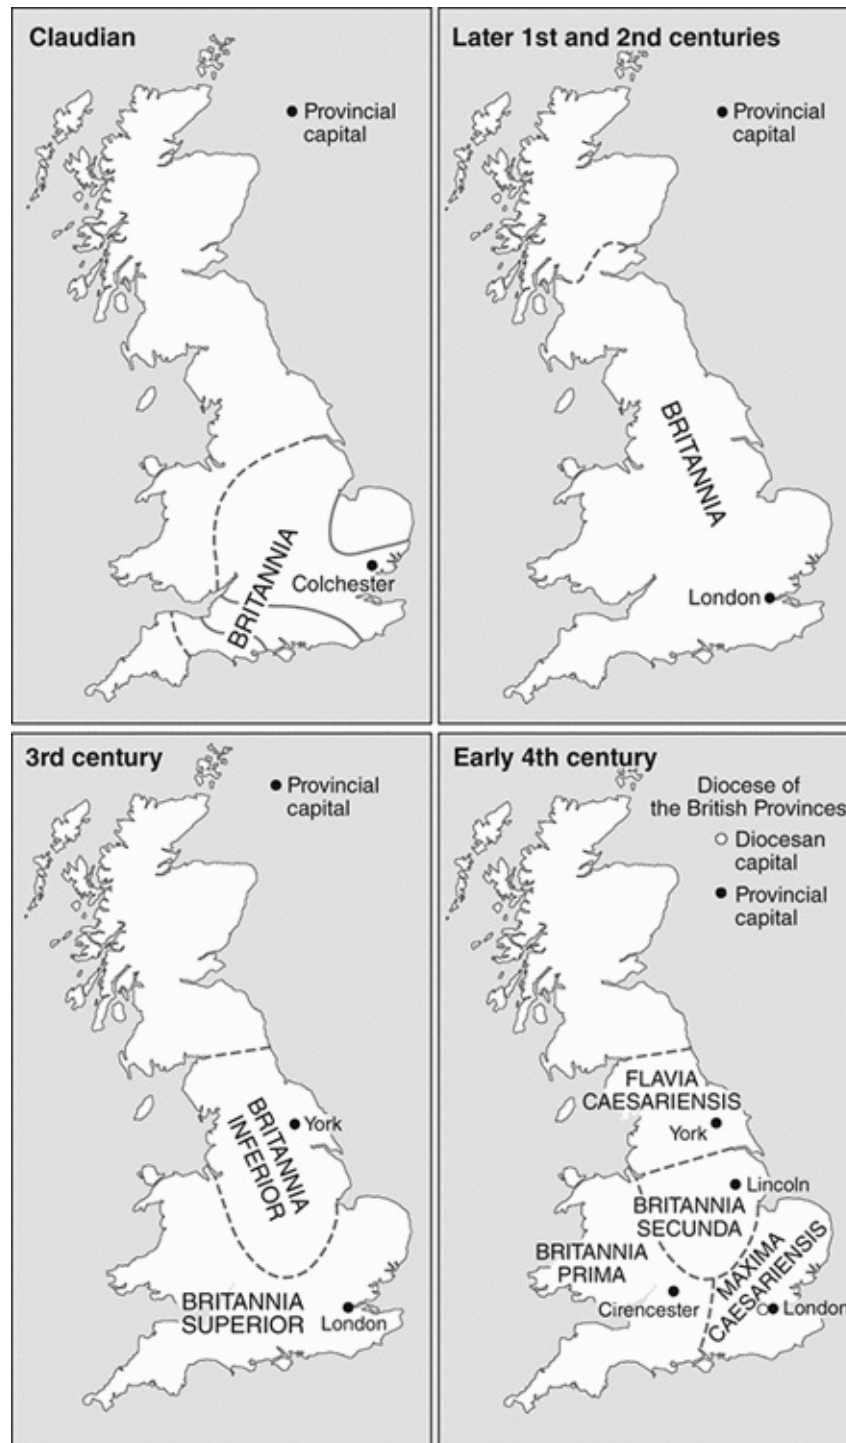 Claudian
Provincial
capital
BRITANNIA
Colchester
Later 1st and 2nd centuries
Provincial
capital
BRITANNIA
London
3rd century
Provincial
capital
BRITANNIA
INFERIOR
York
BRITANNIA
SUPERIOR
London
Early 4th century
Diocese of
the British Provinces
Diocesan
capital
Provincial
capital
FLAVIA
CAESARIENSIS
York
Lincoln
BRITANNIA
SECUNDA
BRITANNIA
PRIMA
MAXIMA
CAESARIENSIS
Cirencester
London